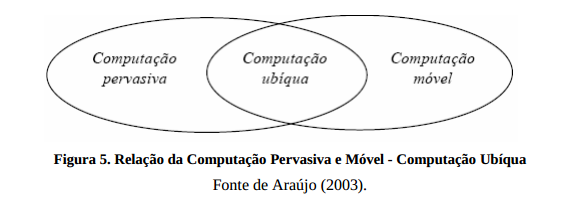 Computação pervasiva
Computação ubíqua
Computação móvel
Figura 5. Relação da Computação Pervasiva e Móvel - Computação Ubíqua
Fonte de Araújo (2003).